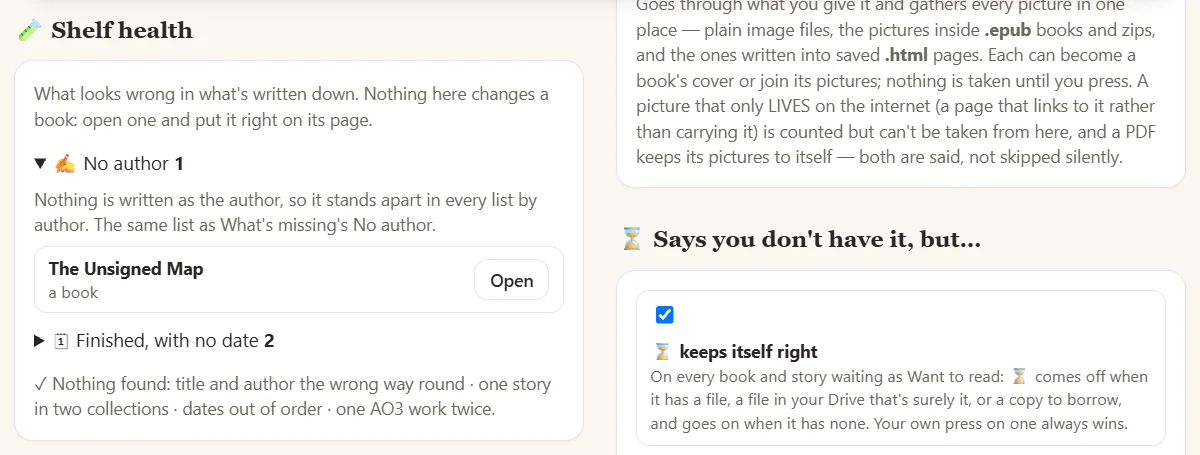 Shelf health
What looks wrong in what's written down. Nothing here changes a
book: open one and put it right on its page.
No author 1
Nothing is written as the author, so it stands apart in every list by
author. The same list as What's missing's No author.
The Unsigned Map
a book
Open
Finished, with no date 2
✓ Nothing found: title and author the wrong way round · one story
in two collections · dates out of order · one AO3 work twice.
Goes through what you give it and gathers every picture in one
place — plain image files, the pictures inside .epub books and zips,
and the ones written into saved .html pages. Each can become a
book's cover or join its pictures; nothing is taken until you press. A
picture that only LIVES on the internet (a page that links to it rather
than carrying it) is counted but can't be taken from here, and a PDF
keeps its pictures to itself — both are said, not skipped silently.
⏳ Says you don't have it, but...
⏳ keeps itself right
On every book and story waiting as Want to read: ⏳ comes off when
it has a file, a file in your Drive that's surely it, or a copy to borrow,
and goes on when it has none. Your own press on one always wins.